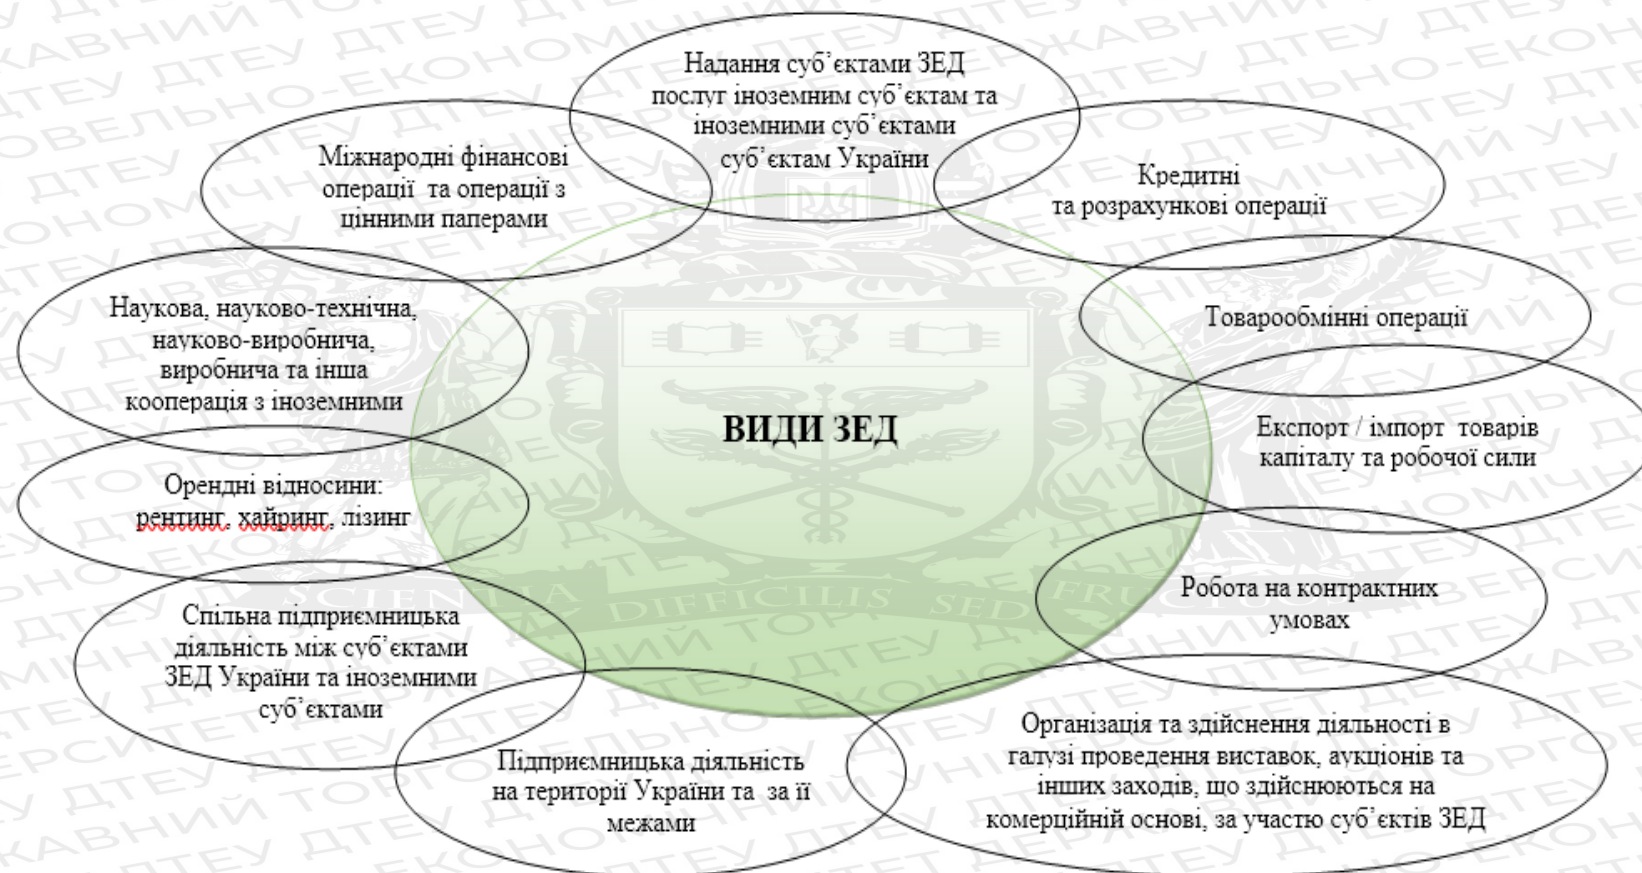 Надання суб’єктами ЗЕД
послуг іноземним суб’єктам та
іноземними суб’єктами
суб’єктам України
Кредитні
та розрахункові операції
Товарообмінні операції
Експорт / імпорт товарів
капіталу та робочої сили
Робота на контрактних
умовах
Організація та здійснення діяльності в
галузі проведення виставок, аукціонів та
інших заходів, що здійснюються на
комерційній основі, за участю суб’єктів ЗЕД
Підприємницька діяльність
на території України та за її
межами
Спільна підприємницька
діяльність між суб’єктами
ЗЕД України та іноземними
суб’єктами
Орендні відносини:
рентинг, хайринг, лізинг
Наукова, науково-технічна,
науково-виробнича,
виробнича та інша
кооперація з іноземними
Міжнародні фінансові
операції та операції з
цінними паперами
ВИДИ ЗЕД
DIFFICILIS SED